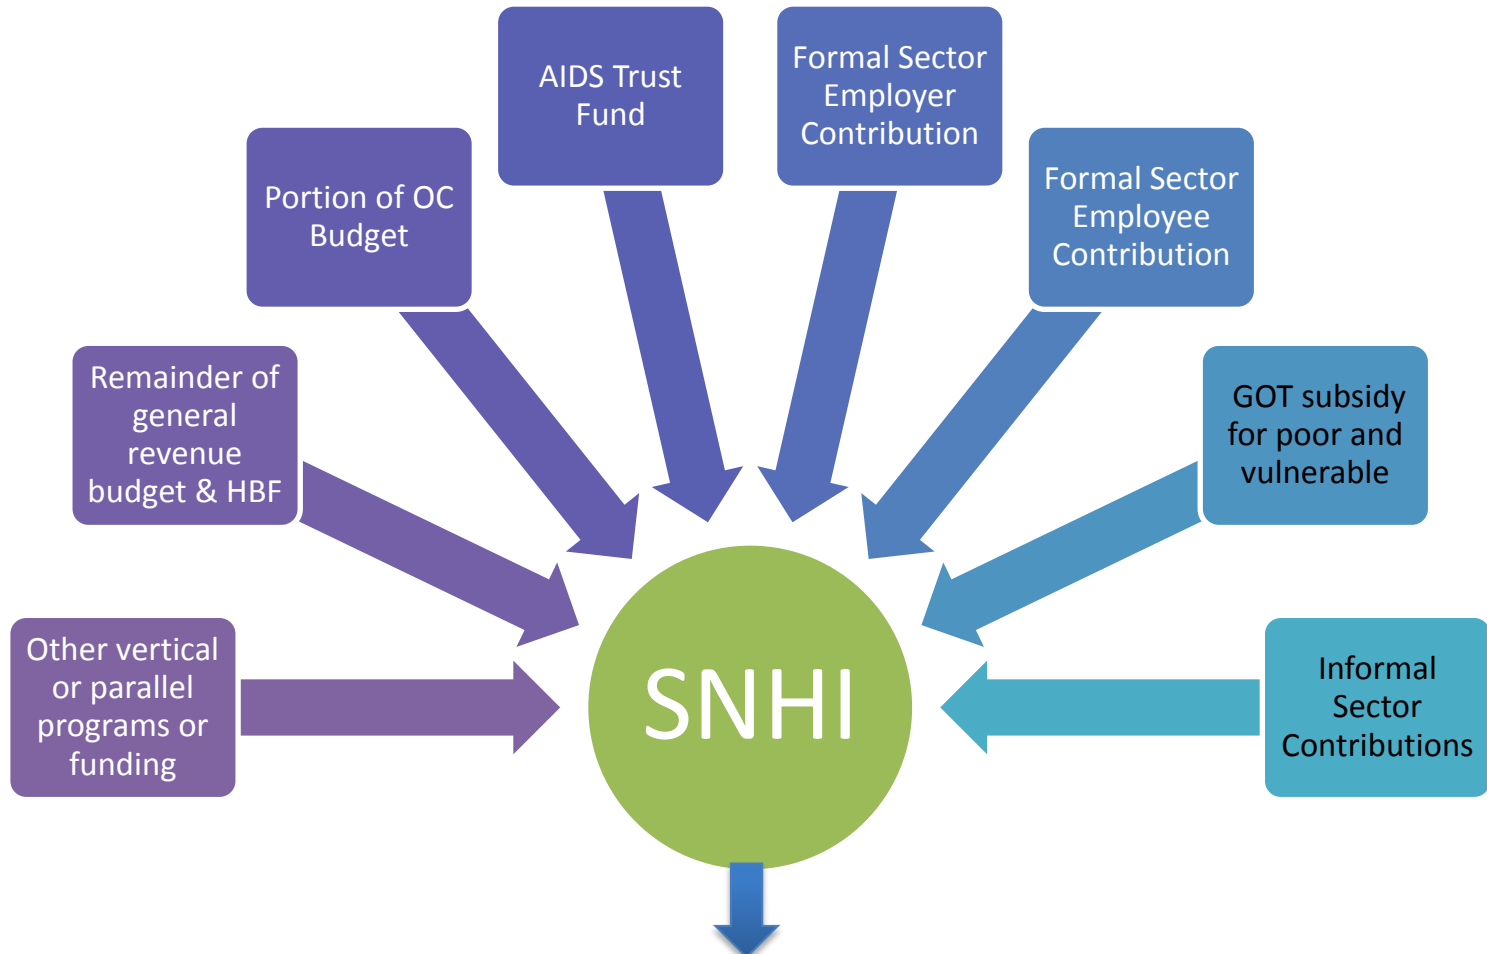 AIDS Trust
Fund
Formal Sector
Employer
Contribution
Portion of OC
Budget
Formal Sector
Employee
Contribution
Remainder of
general
revenue
budget & HBF
GOT subsidy
for poor and
vulnerable
Other vertical
or parallel
programs or
funding
SNHI
Informal
Sector
Contributions